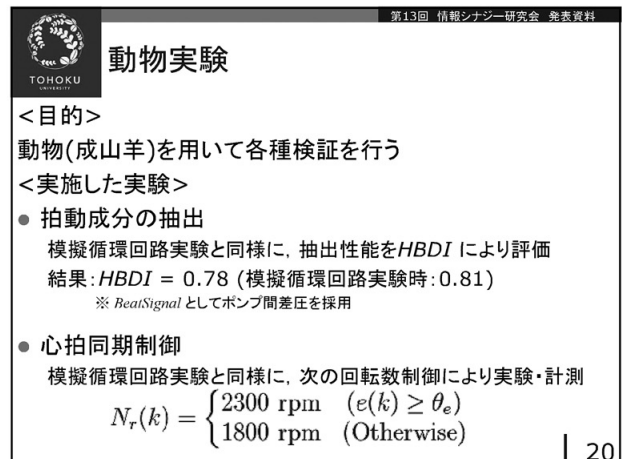 第13回 情報シナジー研究会 発表資料
TOHOKU
UNIVERSITY
動物実験
<目的>
動物(成山羊)を用いて各種検証を行う
<実施した実験>
● 拍動成分の抽出
模擬循環回路実験と同様に, 抽出性能をHBDI により評価
結果:HBDI = 0.78 (模擬循環回路実験時:0.81)
※ BeatSignal としてポンプ間差圧を採用
● 心拍同期制御
模擬循環回路実験と同様に, 次の回転数制御により実験・計測
N_r(k) = { 2300 rpm (e(k) ≥ θ_e)
1800 rpm (Otherwise)
20